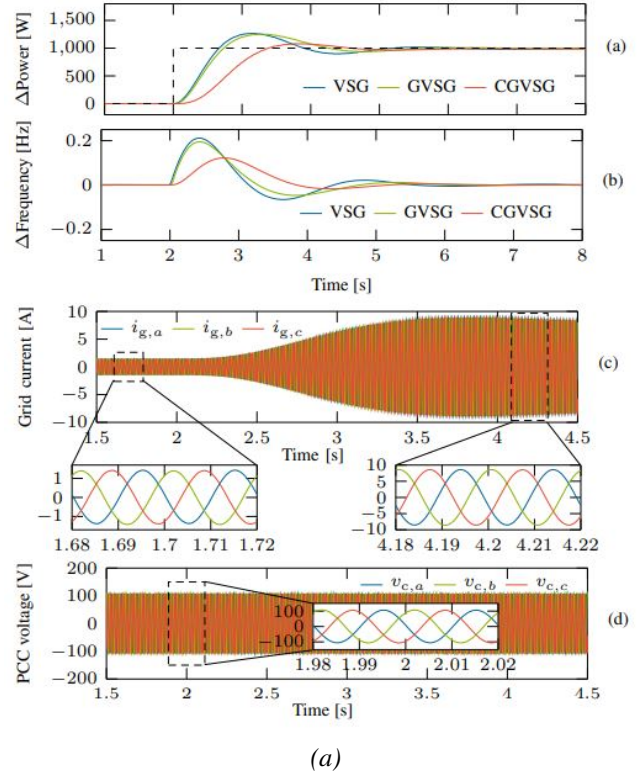 1,500
1,000
500
0
ΔPower [W]
VSG GVSG CGVSG
(a)
0.2
0
−0.2
ΔFrequency [Hz]
VSG GVSG CGVSG
(b)
1 2 3 4 5 6 7 8
Time [s]
10
5
0
−5
−10
Grid current [A]
i_g,a i_g,b i_g,c
(c)
1.5 2 2.5 3 3.5 4 4.5
Time [s]
1
0
−1
1.68 1.69 1.7 1.71 1.72
10
5
0
−5
−10
4.18 4.19 4.2 4.21 4.22
200
100
0
−100
−200
PCC voltage [V]
v_c,a v_c,b v_c,c
100
0
−100
1.98 1.99 2 2.01 2.02
(d)
1.5 2 2.5 3 3.5 4 4.5
Time [s]
(a)